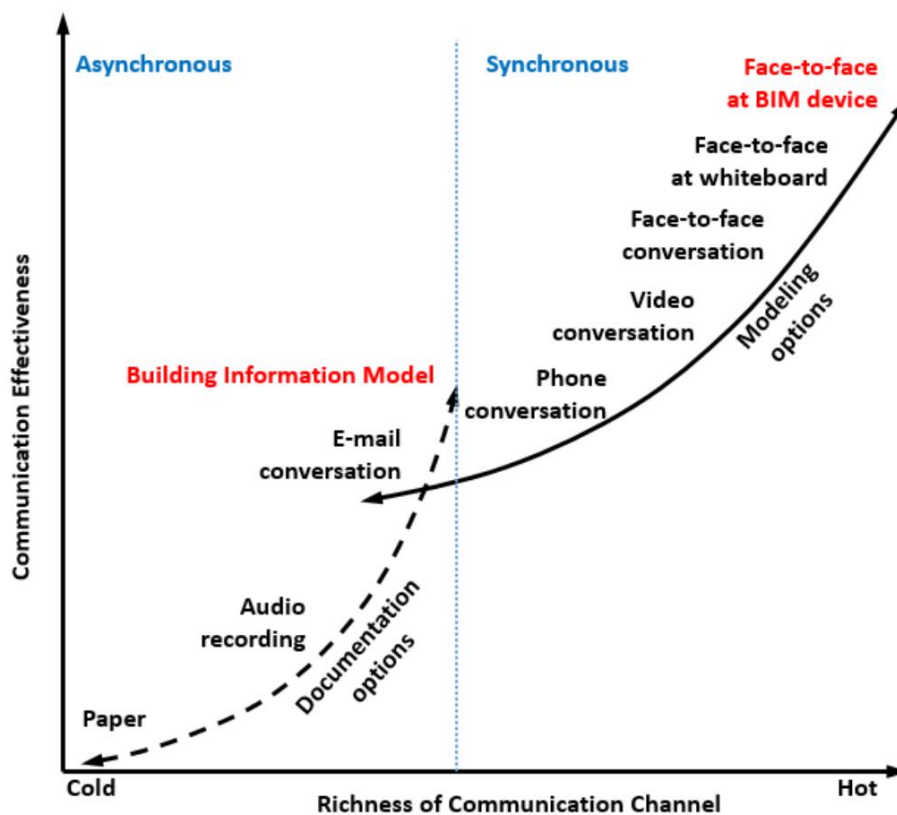 Asynchronous
Synchronous
Face-to-face
at BIM device
Face-to-face
at whiteboard
Face-to-face
conversation
Video
conversation
Modeling
options
Building Information Model
Phone
conversation
E-mail
conversation
Audio
recording
Documentation
options
Paper
Communication Effectiveness
Cold
Hot
Richness of Communication Channel